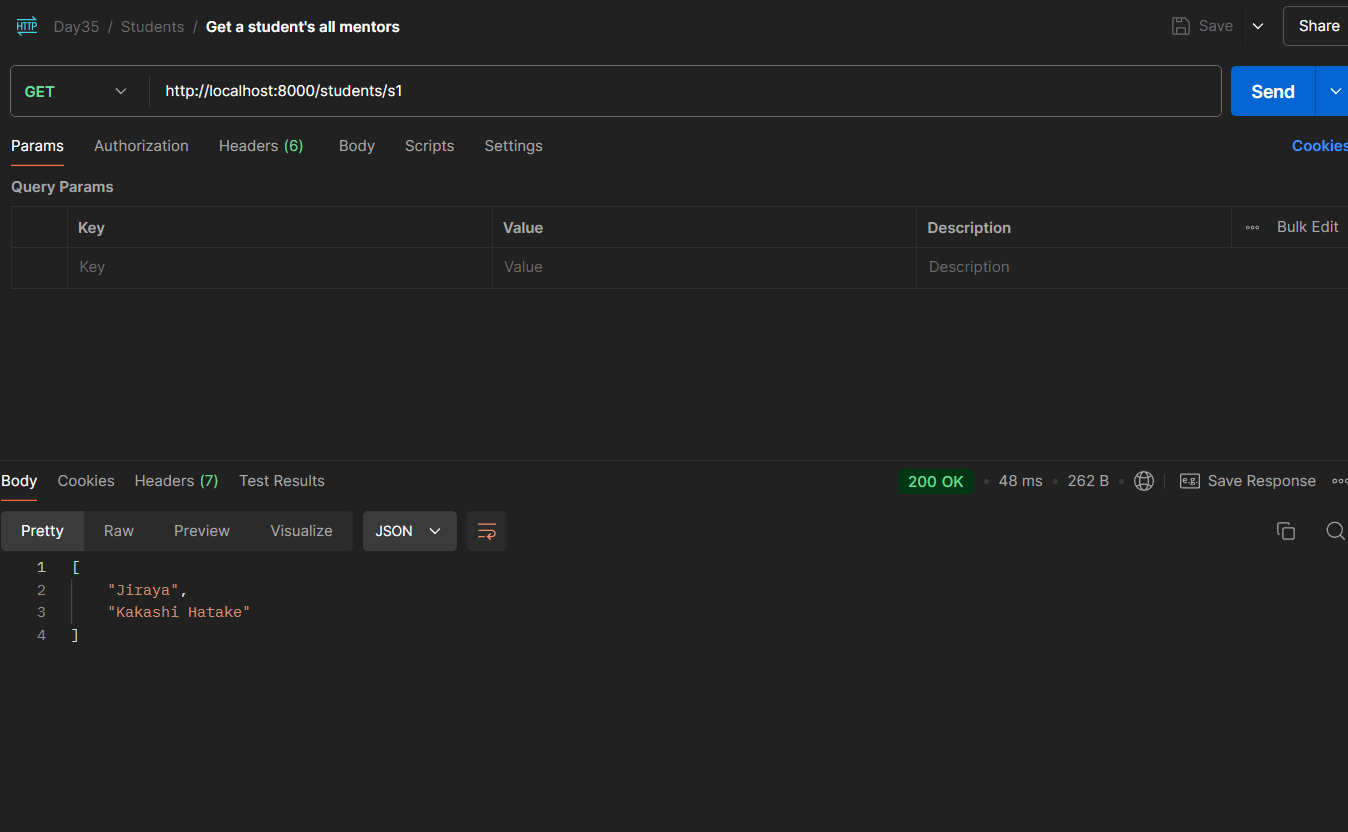 HTTP Day35 / Students / Get a student's all mentors Save Share
GET http://localhost:8000/students/s1 Send
Params Authorization Headers (6) Body Scripts Settings Cookies
Query Params
Key Value Description Bulk Edit
Key Value Description
Body Cookies Headers (7) Test Results 200 OK 48 ms 262 B e.g. Save Response
Pretty Raw Preview Visualize JSON
1 [
2 "Jiraya",
3 "Kakashi Hatake"
4 ]